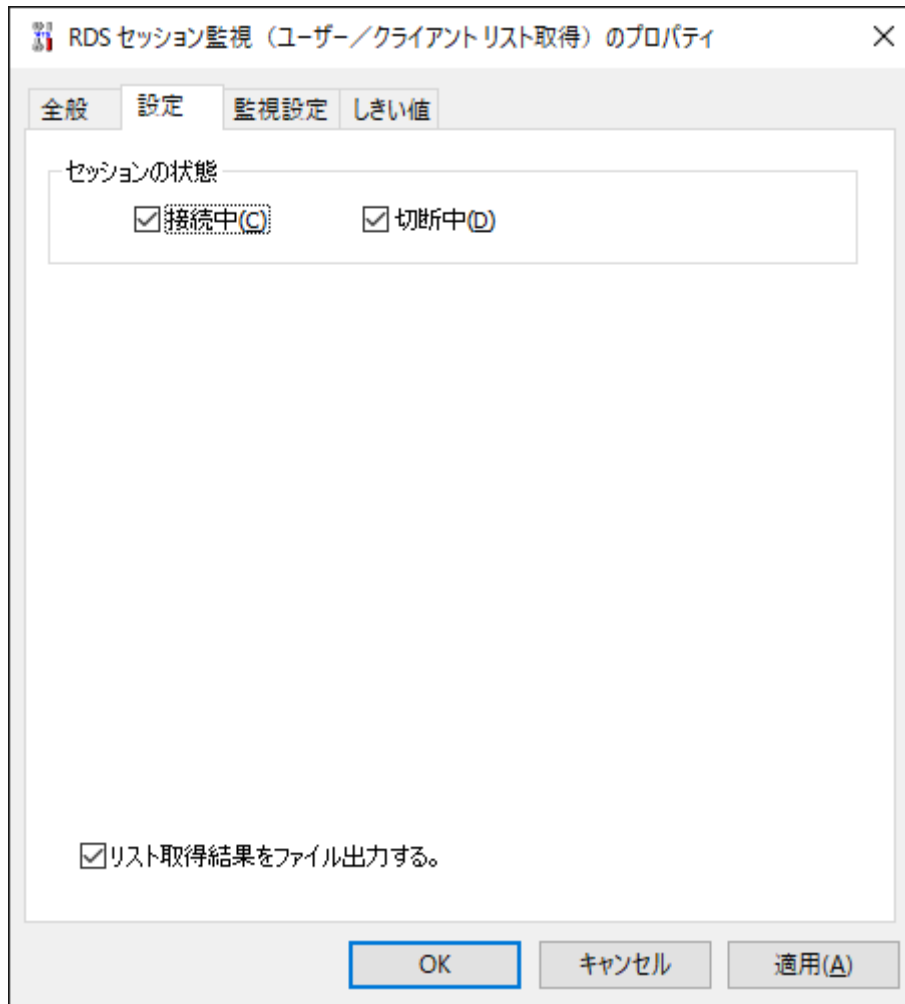 RDS セッション監視（ユーザー／クライアント リスト取得）のプロパティ
全般 設定 監視設定 しきい値
セッションの状態
接続中(C) 切断中(D)
リスト取得結果をファイル出力する。
OK キャンセル 適用(A)